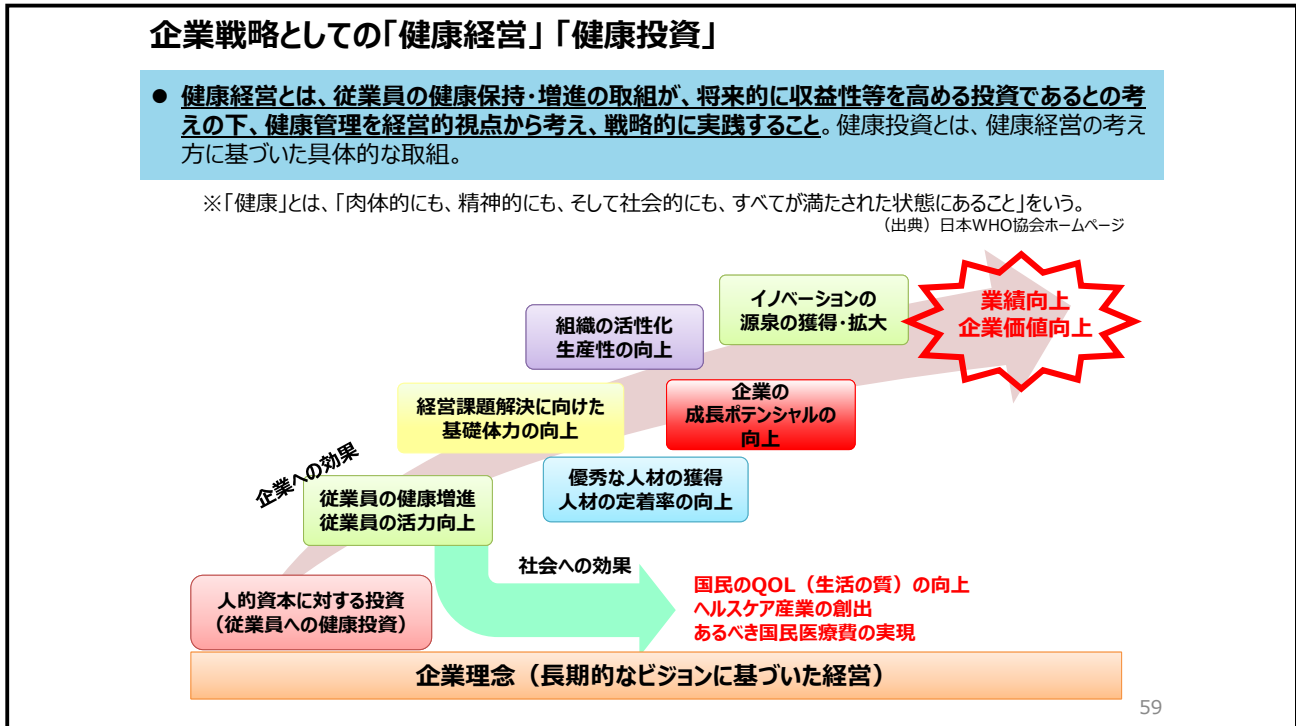 企業戦略としての「健康経営」「健康投資」
● 健康経営とは、従業員の健康保持・増進の取組が、将来的に収益性等を高める投資であるとの考
えの下、健康管理を経営的視点から考え、戦略的に実践すること。健康投資とは、健康経営の考え
方に基づいた具体的な取組。
※「健康」とは、「肉体的にも、精神的にも、そして社会的にも、すべてが満たされた状態にあること」をいう。
（出典）日本WHO協会ホームページ
イノベーションの
源泉の獲得・拡大
業績向上
企業価値向上
組織の活性化
生産性の向上
経営課題解決に向けた
基礎体力の向上
企業の
成長ポテンシャルの
向上
企業への効果
従業員の健康増進
従業員の活力向上
優秀な人材の獲得
人材の定着率の向上
社会への効果
人的資本に対する投資
（従業員への健康投資）
国民のQOL（生活の質）の向上
ヘルスケア産業の創出
あるべき国民医療費の実現
企業理念（長期的なビジョンに基づいた経営）
59